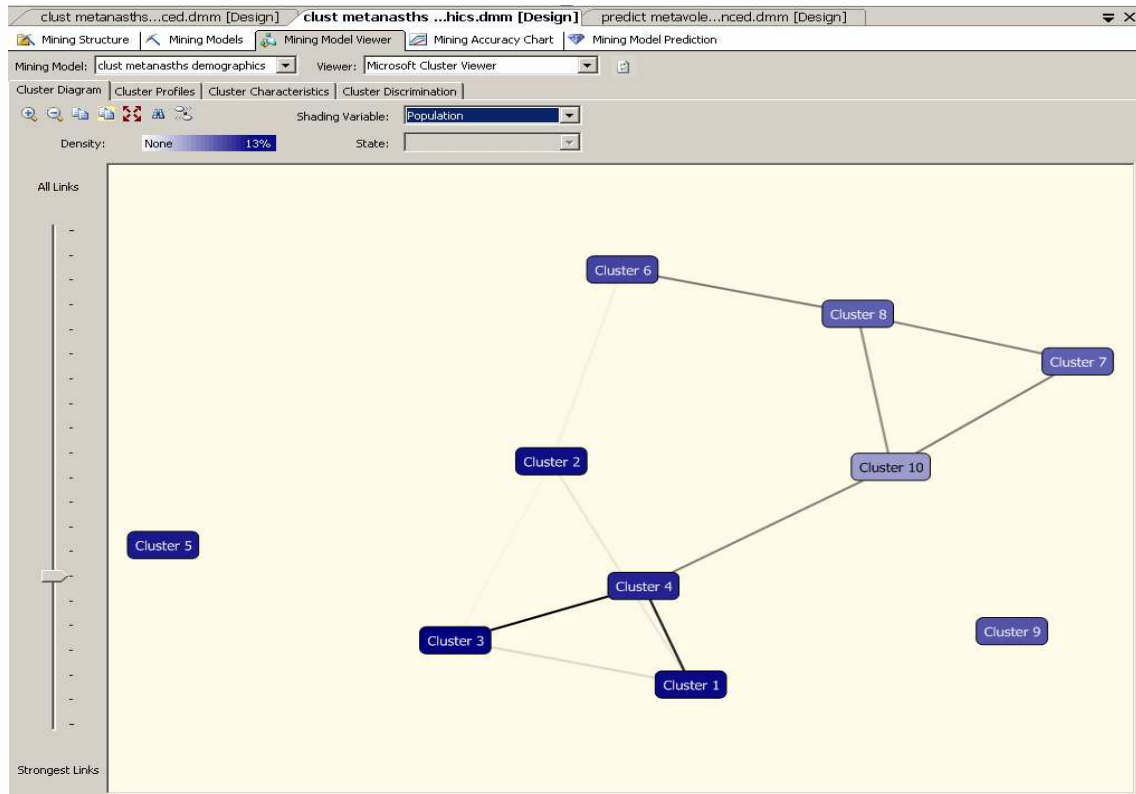 clust metanasths...ced.dmm [Design] clust metanasths ...hics.dmm [Design] predict metavole...nced.dmm [Design]
Mining Structure Mining Models Mining Model Viewer Mining Accuracy Chart Mining Model Prediction
Mining Model: clust metanasths demographics Viewer: Microsoft Cluster Viewer
Cluster Diagram Cluster Profiles Cluster Characteristics Cluster Discrimination
Shading Variable: Population
Density: None 13% State:
All Links
Cluster 6
Cluster 8
Cluster 7
Cluster 2
Cluster 10
Cluster 5
Cluster 4
Cluster 9
Cluster 3
Cluster 1
Strongest Links